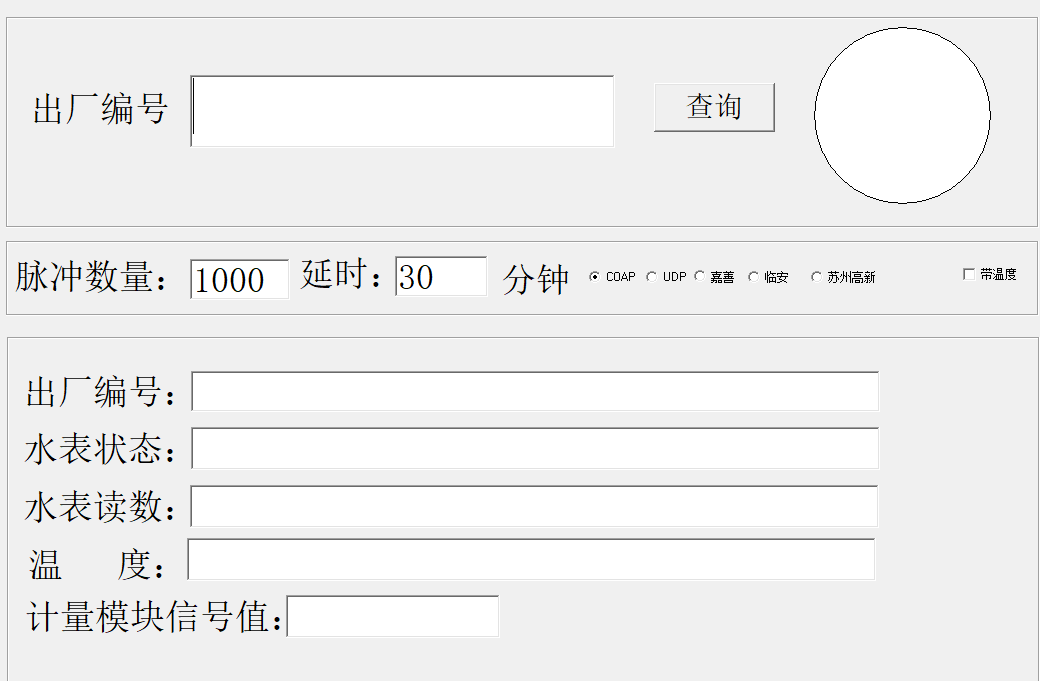 出厂编号 查询
脉冲数量： 1000 延时： 30 分钟 COAP UDP 嘉善 临安 苏州高新 带温度
出厂编号：
水表状态：
水表读数：
温 度：
计量模块信号值：